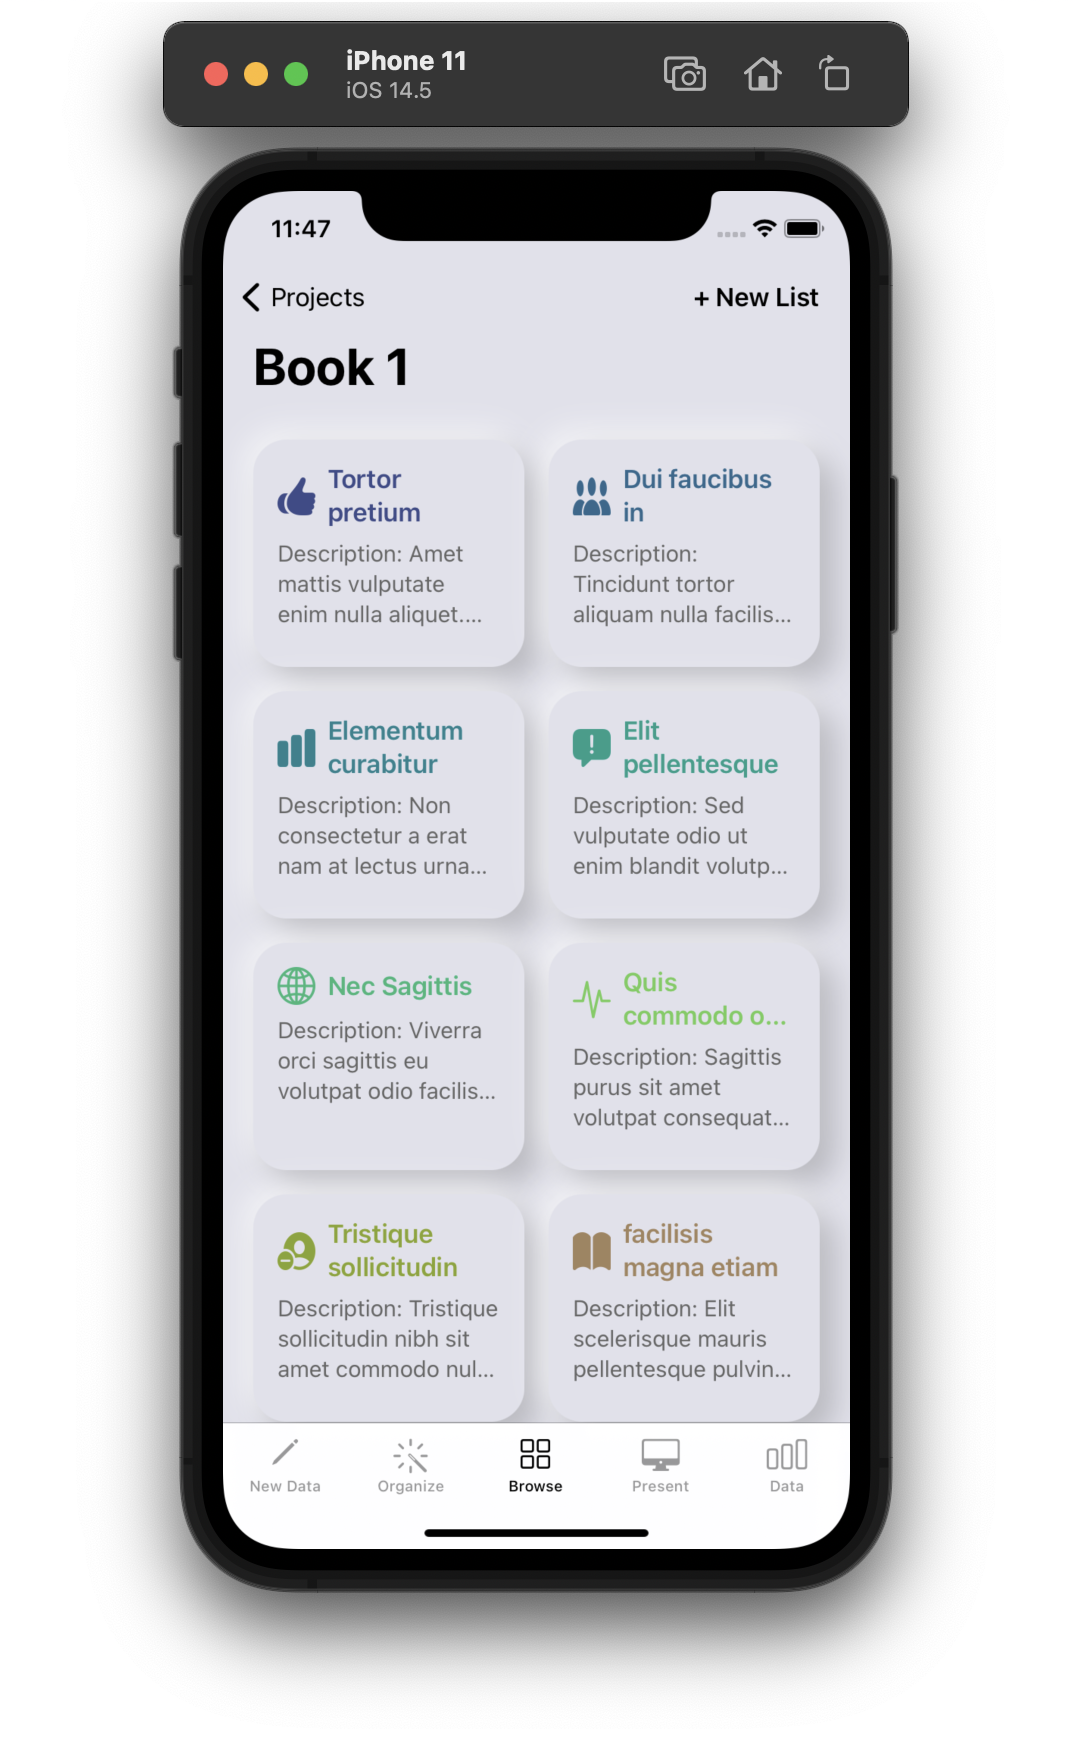 iPhone 11
iOS 14.5
11:47
Projects
+ New List
Book 1
Tortor
pretium
Description: Amet
mattis vulputate
enim nulla aliquet....
Dui faucibus
in
Description:
Tincidunt tortor
aliquam nulla facilis...
Elementum
curabitur
Description: Non
consectetur a erat
nam at lectus urna...
Elit
pellentesque
Description: Sed
vulputate odio ut
enim blandit volutp...
Nec Sagittis
Description: Viverra
orci sagittis eu
volutpat odio facilis...
Quis
commodo o...
Description: Sagittis
purus sit amet
volutpat consequat...
Tristique
sollicitudin
Description: Tristique
sollicitudin nibh sit
amet commodo nul...
facilisis
magna etiam
Description: Elit
scelerisque mauris
pellentesque pulvin...
New Data
Organize
Browse
Present
Data